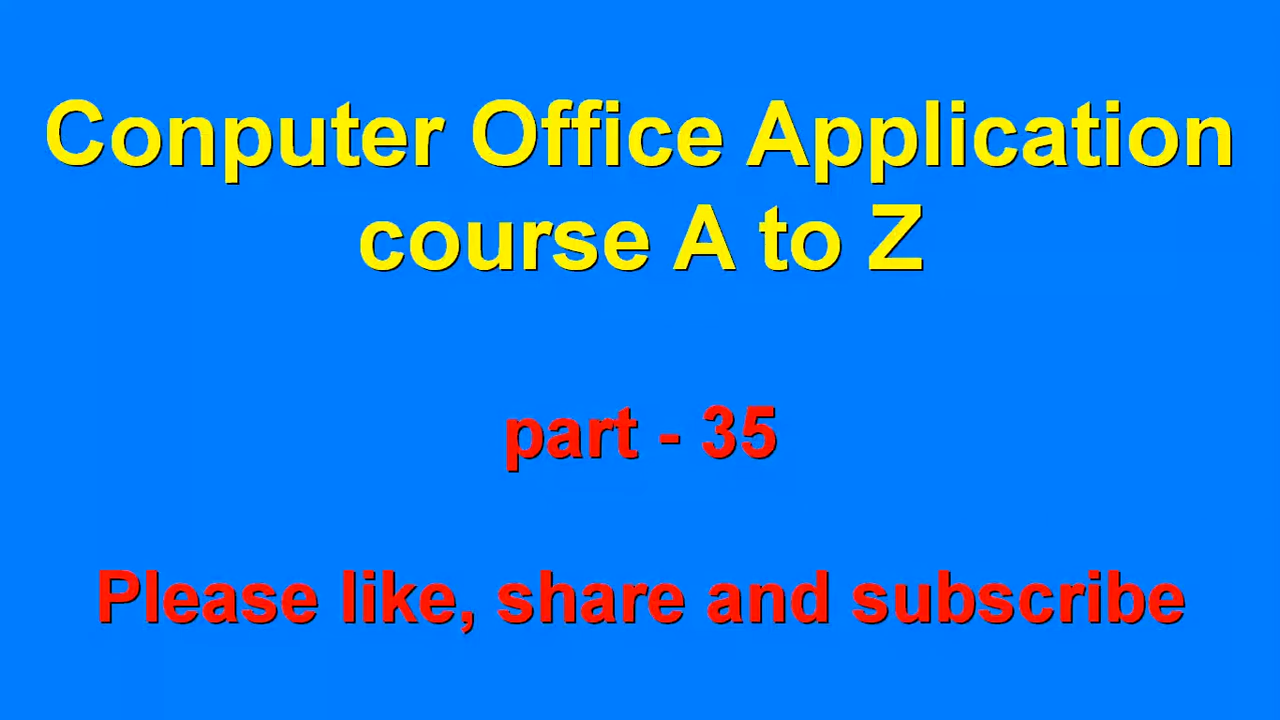 Conputer Office Application
course A to Z
part - 35
Please like, share and subscribe